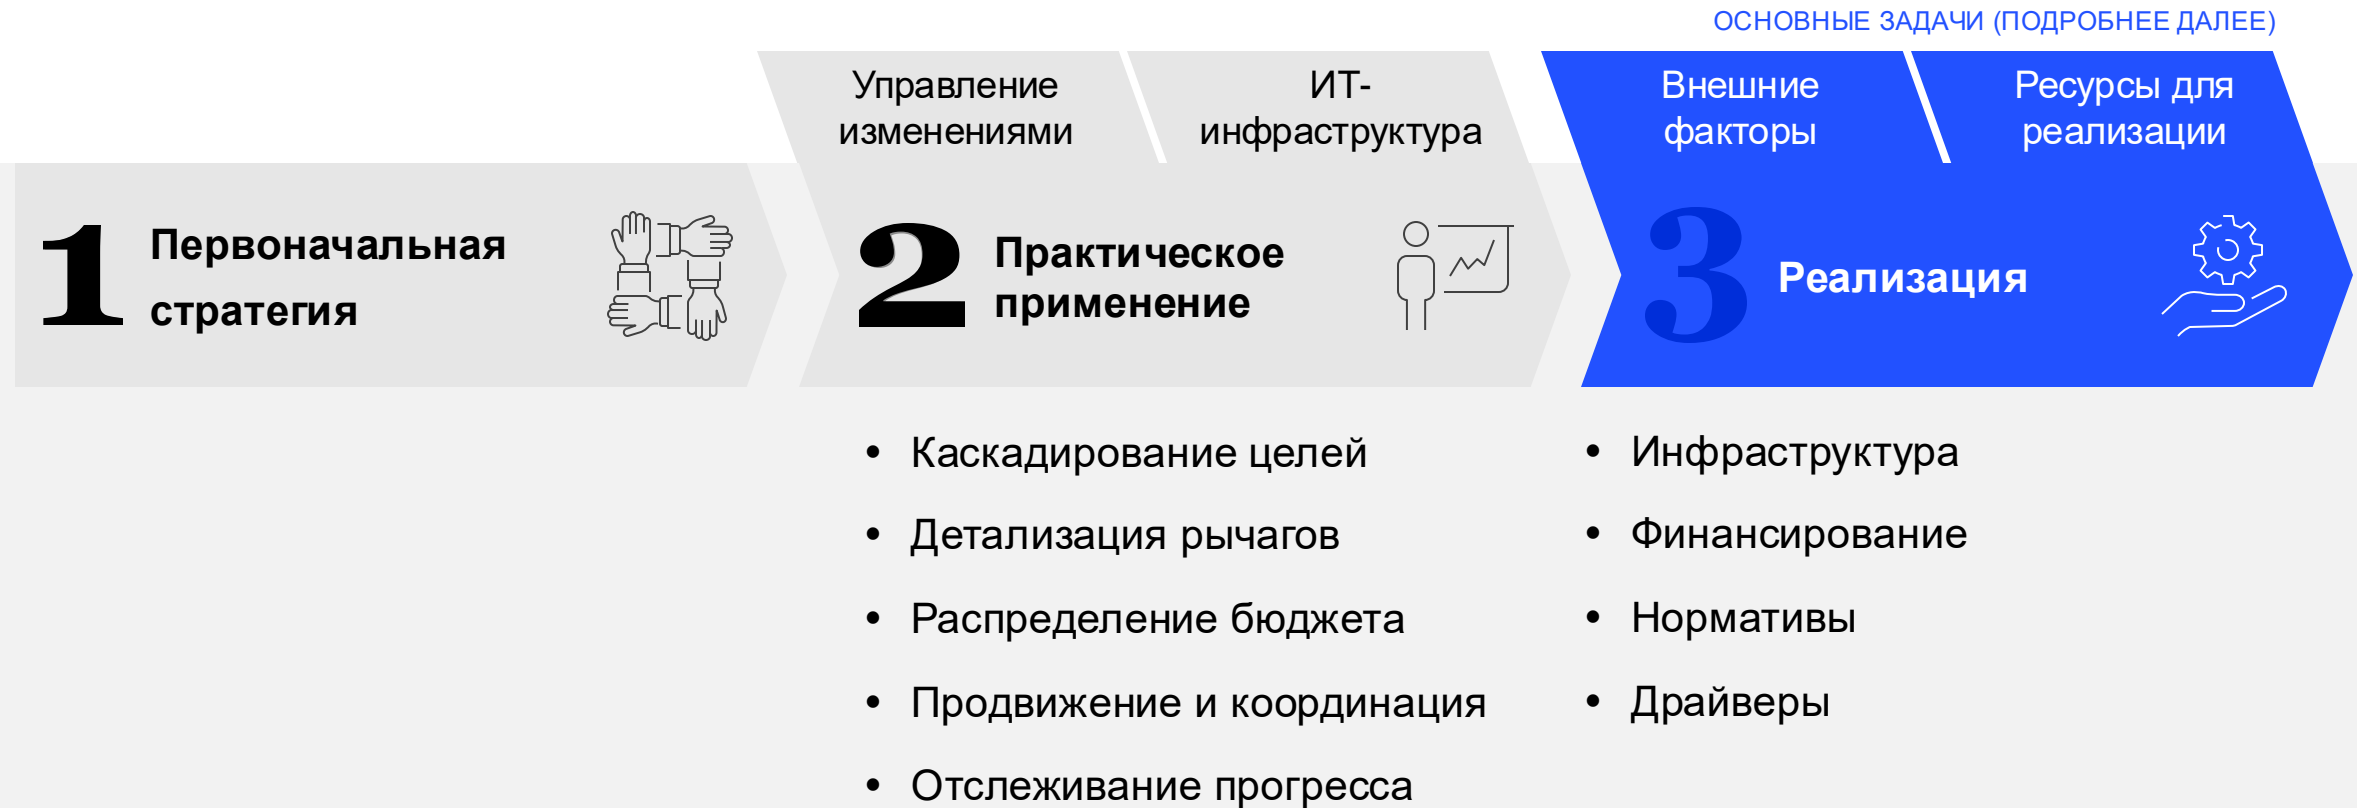 ОСНОВНЫЕ ЗАДАЧИ (ПОДРОБНЕЕ ДАЛЕЕ)
Управление
изменениями
ИТ-
инфраструктура
Внешние
факторы
Ресурсы для
реализации
1
Первоначальная
стратегия
2
Практическое
применение
3
Реализация
• Каскадирование целей
• Детализация рычагов
• Распределение бюджета
• Продвижение и координация
• Отслеживание прогресса
• Инфраструктура
• Финансирование
• Нормативы
• Драйверы